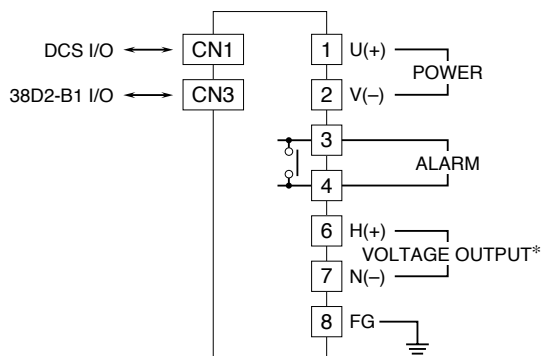 DCS I/O CN1 1 U(+)
POWER
38D2-B1 I/O CN3 2 V(–)
3
ALARM
4
6 H(+)
VOLTAGE OUTPUT*
7 N(–)
8 FG